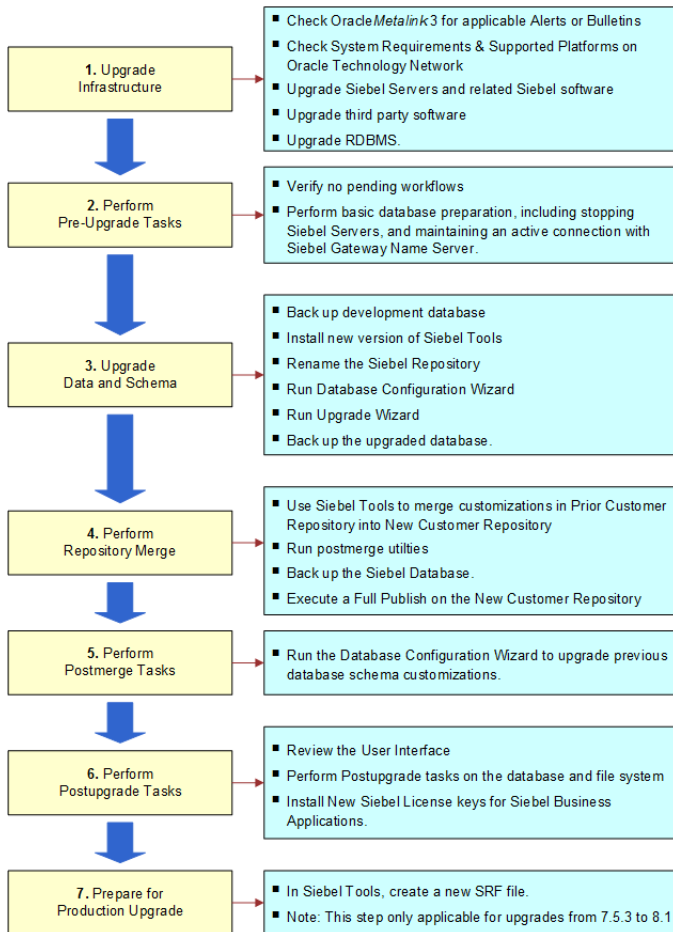 1. Upgrade
Infrastructure
■ Check OracleMetalink 3 for applicable Alerts or Bulletins
■ Check System Requirements & Supported Platforms on
Oracle Technology Network
■ Upgrade Siebel Servers and related Siebel software
■ Upgrade third party software
■ Upgrade RDBMS.
2. Perform
Pre-Upgrade Tasks
■ Verify no pending workflows
■ Perform basic database preparation, including stopping
Siebel Servers, and maintaining an active connection with
Siebel Gateway Name Server.
3. Upgrade
Data and Schema
■ Back up development database
■ Install new version of Siebel Tools
■ Rename the Siebel Repository
■ Run Database Configuration Wizard
■ Run Upgrade Wizard
■ Back up the upgraded database.
4. Perform
Repository Merge
■ Use Siebel Tools to merge customizations in Prior Customer
Repository into New Customer Repository
■ Run postmerge utilties
■ Back up the Siebel Database.
■ Execute a Full Publish on the New Customer Repository
5. Perform
Postmerge Tasks
■ Run the Database Configuration Wizard to upgrade previous
database schema customizations.
6. Perform
Postupgrade Tasks
■ Review the User Interface
■ Perform Postupgrade tasks on the database and file system
■ Install New Siebel License keys for Siebel Business
Applications.
7. Prepare for
Production Upgrade
■ In Siebel Tools, create a new SRF file.
■ Note: This step only applicable for upgrades from 7.5.3 to 8.1